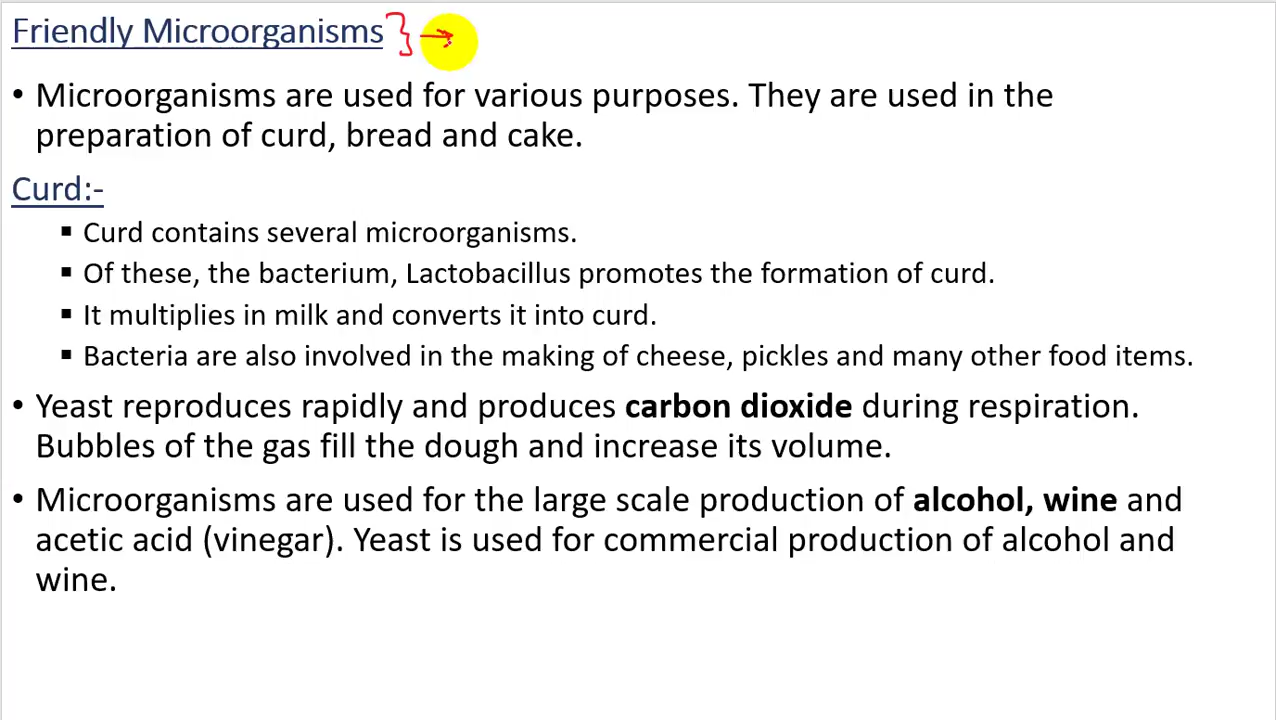 Friendly Microorganisms
• Microorganisms are used for various purposes. They are used in the
preparation of curd, bread and cake.
Curd:-
▪ Curd contains several microorganisms.
▪ Of these, the bacterium, Lactobacillus promotes the formation of curd.
▪ It multiplies in milk and converts it into curd.
▪ Bacteria are also involved in the making of cheese, pickles and many other food items.
• Yeast reproduces rapidly and produces carbon dioxide during respiration.
Bubbles of the gas fill the dough and increase its volume.
• Microorganisms are used for the large scale production of alcohol, wine and
acetic acid (vinegar). Yeast is used for commercial production of alcohol and
wine.